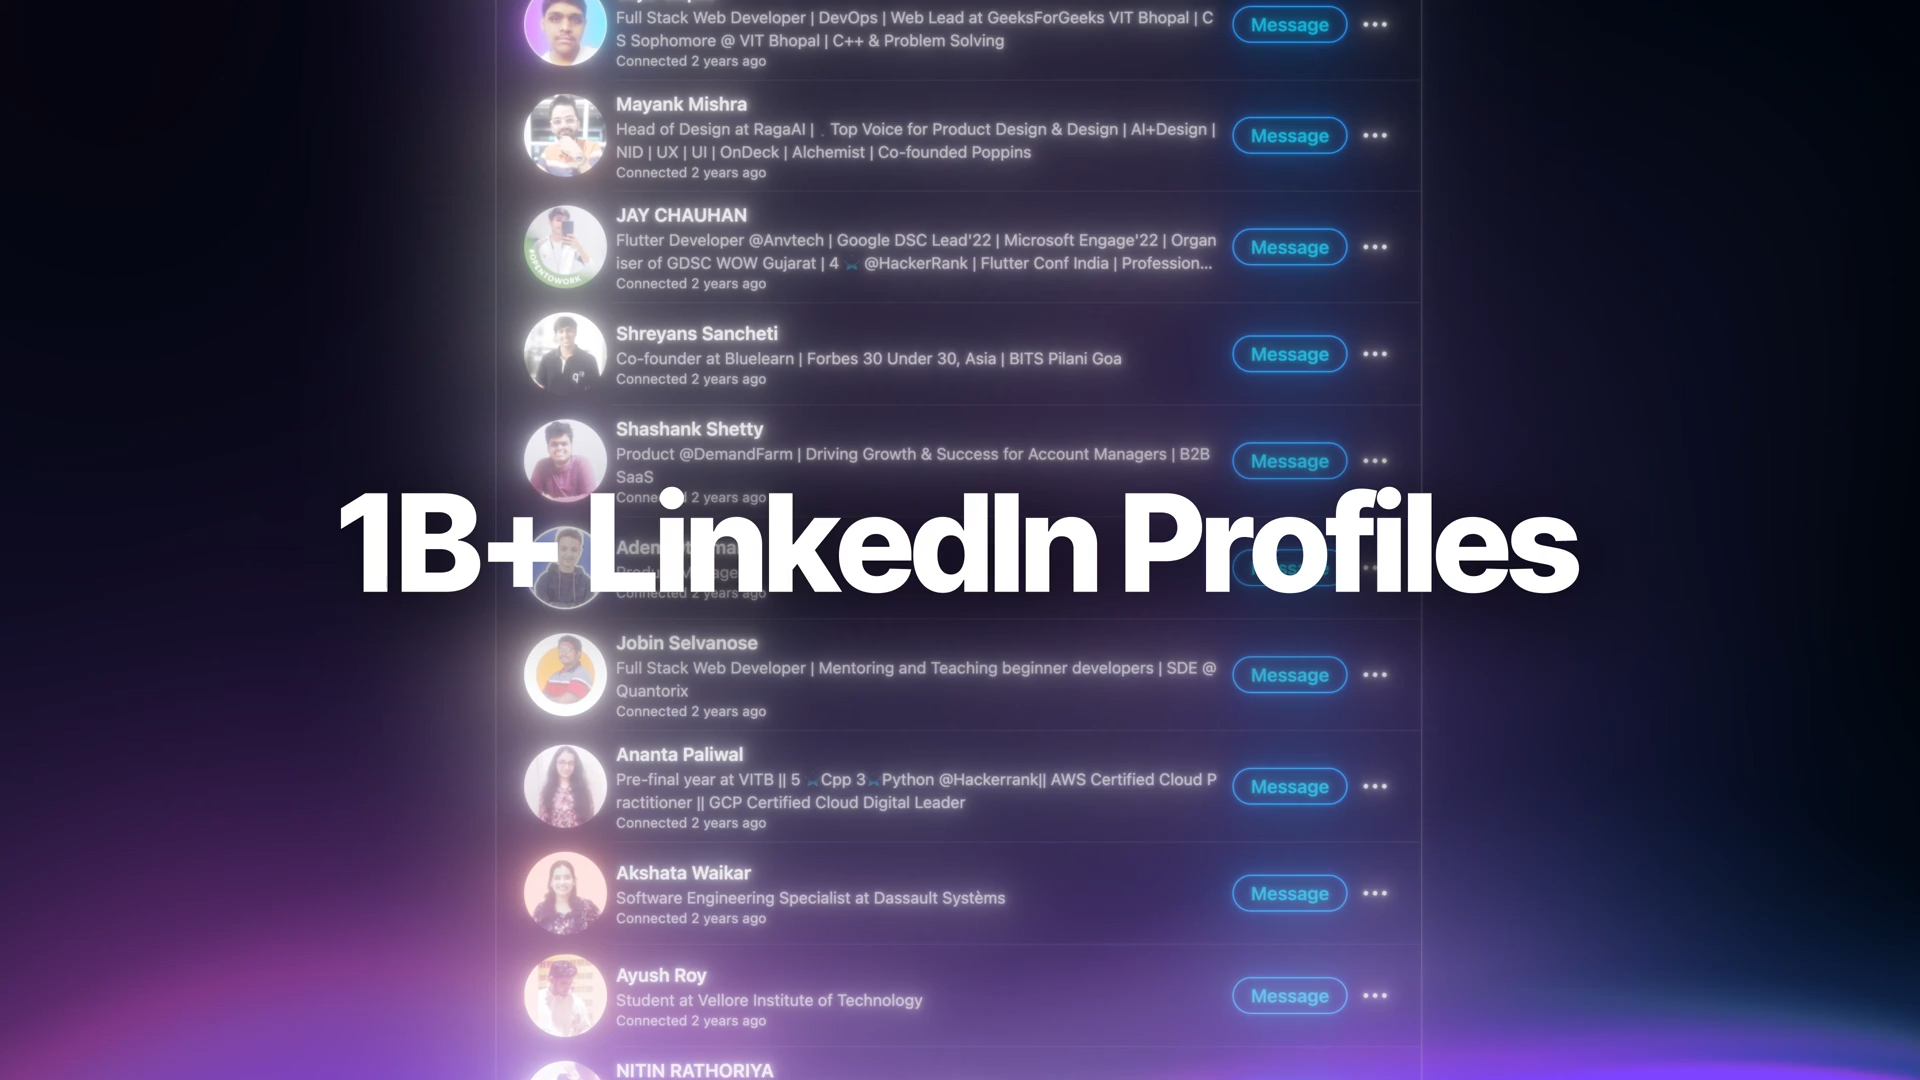 Full Stack Web Developer | DevOps | Web Lead at GeeksForGeeks VIT Bhopal | C
S Sophomore @ VIT Bhopal | C++ & Problem Solving
Connected 2 years ago
Message
Mayank Mishra
Head of Design at RagaAI | Top Voice for Product Design & Design | AI+Design |
NID | UX | UI | OnDeck | Alchemist | Co-founded Poppins
Connected 2 years ago
Message
#OPENTOWORK
JAY CHAUHAN
Flutter Developer @Anvtech | Google DSC Lead'22 | Microsoft Engage'22 | Organ
iser of GDSC WOW Gujarat | 4 @HackerRank | Flutter Conf India | Profession...
Connected 2 years ago
Message
Shreyans Sancheti
Co-founder at Bluelearn | Forbes 30 Under 30, Asia | BITS Pilani Goa
Connected 2 years ago
Message
Shashank Shetty
Product @DemandFarm | Driving Growth & Success for Account Managers | B2B
SaaS
Connected 2 years ago
Message
1B+ LinkedIn Profiles
Connected 2 years ago
Jobin Selvanose
Full Stack Web Developer | Mentoring and Teaching beginner developers | SDE @
Quantorix
Connected 2 years ago
Message
Ananta Paliwal
Pre-final year at VITB || 5 Cpp 3 Python @Hackerrank|| AWS Certified Cloud P
ractitioner || GCP Certified Cloud Digital Leader
Connected 2 years ago
Message
Akshata Waikar
Software Engineering Specialist at Dassault Systèms
Connected 2 years ago
Message
Ayush Roy
Student at Vellore Institute of Technology
Connected 2 years ago
Message
NITIN RATHORIYA